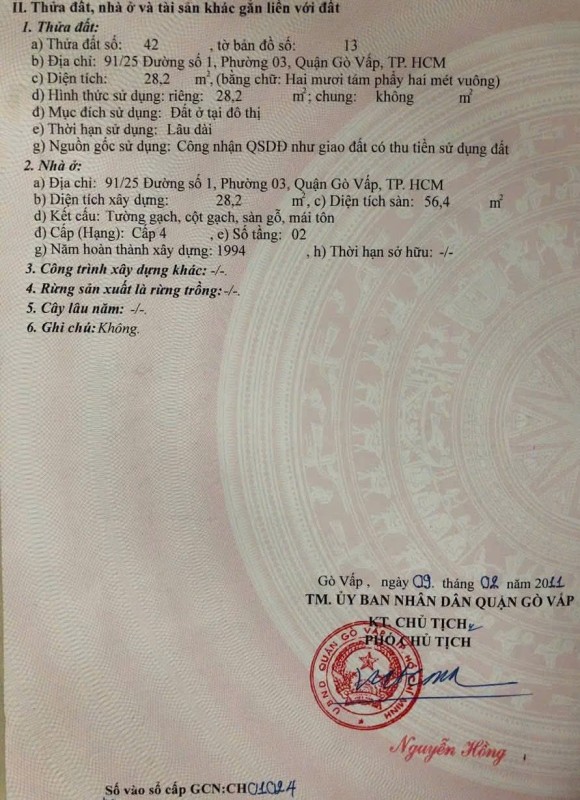 II. Thửa đất, nhà ở và tài sản khác gắn liền với đất
1. Thửa đất:
a) Thửa đất số: 42 , tờ bản đồ số: 13
b) Địa chỉ: 91/25 Đường số 1, Phường 03, Quận Gò Vấp, TP. HCM
c) Diện tích: 28,2 m², (bằng chữ: Hai mươi tám phẩy hai mét vuông)
d) Hình thức sử dụng: riêng: 28,2 m²; chung: không m²
đ) Mục đích sử dụng: Đất ở tại đô thị
e) Thời hạn sử dụng: Lâu dài
g) Nguồn gốc sử dụng: Công nhận QSDĐ như giao đất có thu tiền sử dụng đất
2. Nhà ở:
a) Địa chỉ: 91/25 Đường số 1, Phường 03, Quận Gò Vấp, TP. HCM
b) Diện tích xây dựng: 28,2 m², c) Diện tích sàn: 56,4 m²
d) Kết cấu: Tường gạch, cột gạch, sàn gỗ, mái tôn
đ) Cấp (Hạng): Cấp 4 , e) Số tầng: 02
g) Năm hoàn thành xây dựng: 1994 , h) Thời hạn sở hữu: -/-
3. Công trình xây dựng khác: -/-.
4. Rừng sản xuất là rừng trồng: -/-.
5. Cây lâu năm: -/-.
6. Ghi chú: Không.
Gò Vấp , ngày 09. tháng 02 năm 2011
TM. ỦY BAN NHÂN DÂN QUẬN GÒ VẤP
KT. CHỦ TỊCH
PHÓ CHỦ TỊCH
U.B.N.D QUẬN GÒ VẤP T.P HỒ CHÍ MINH
Nguyễn Hồng
Số vào sổ cấp GCN:CH01024